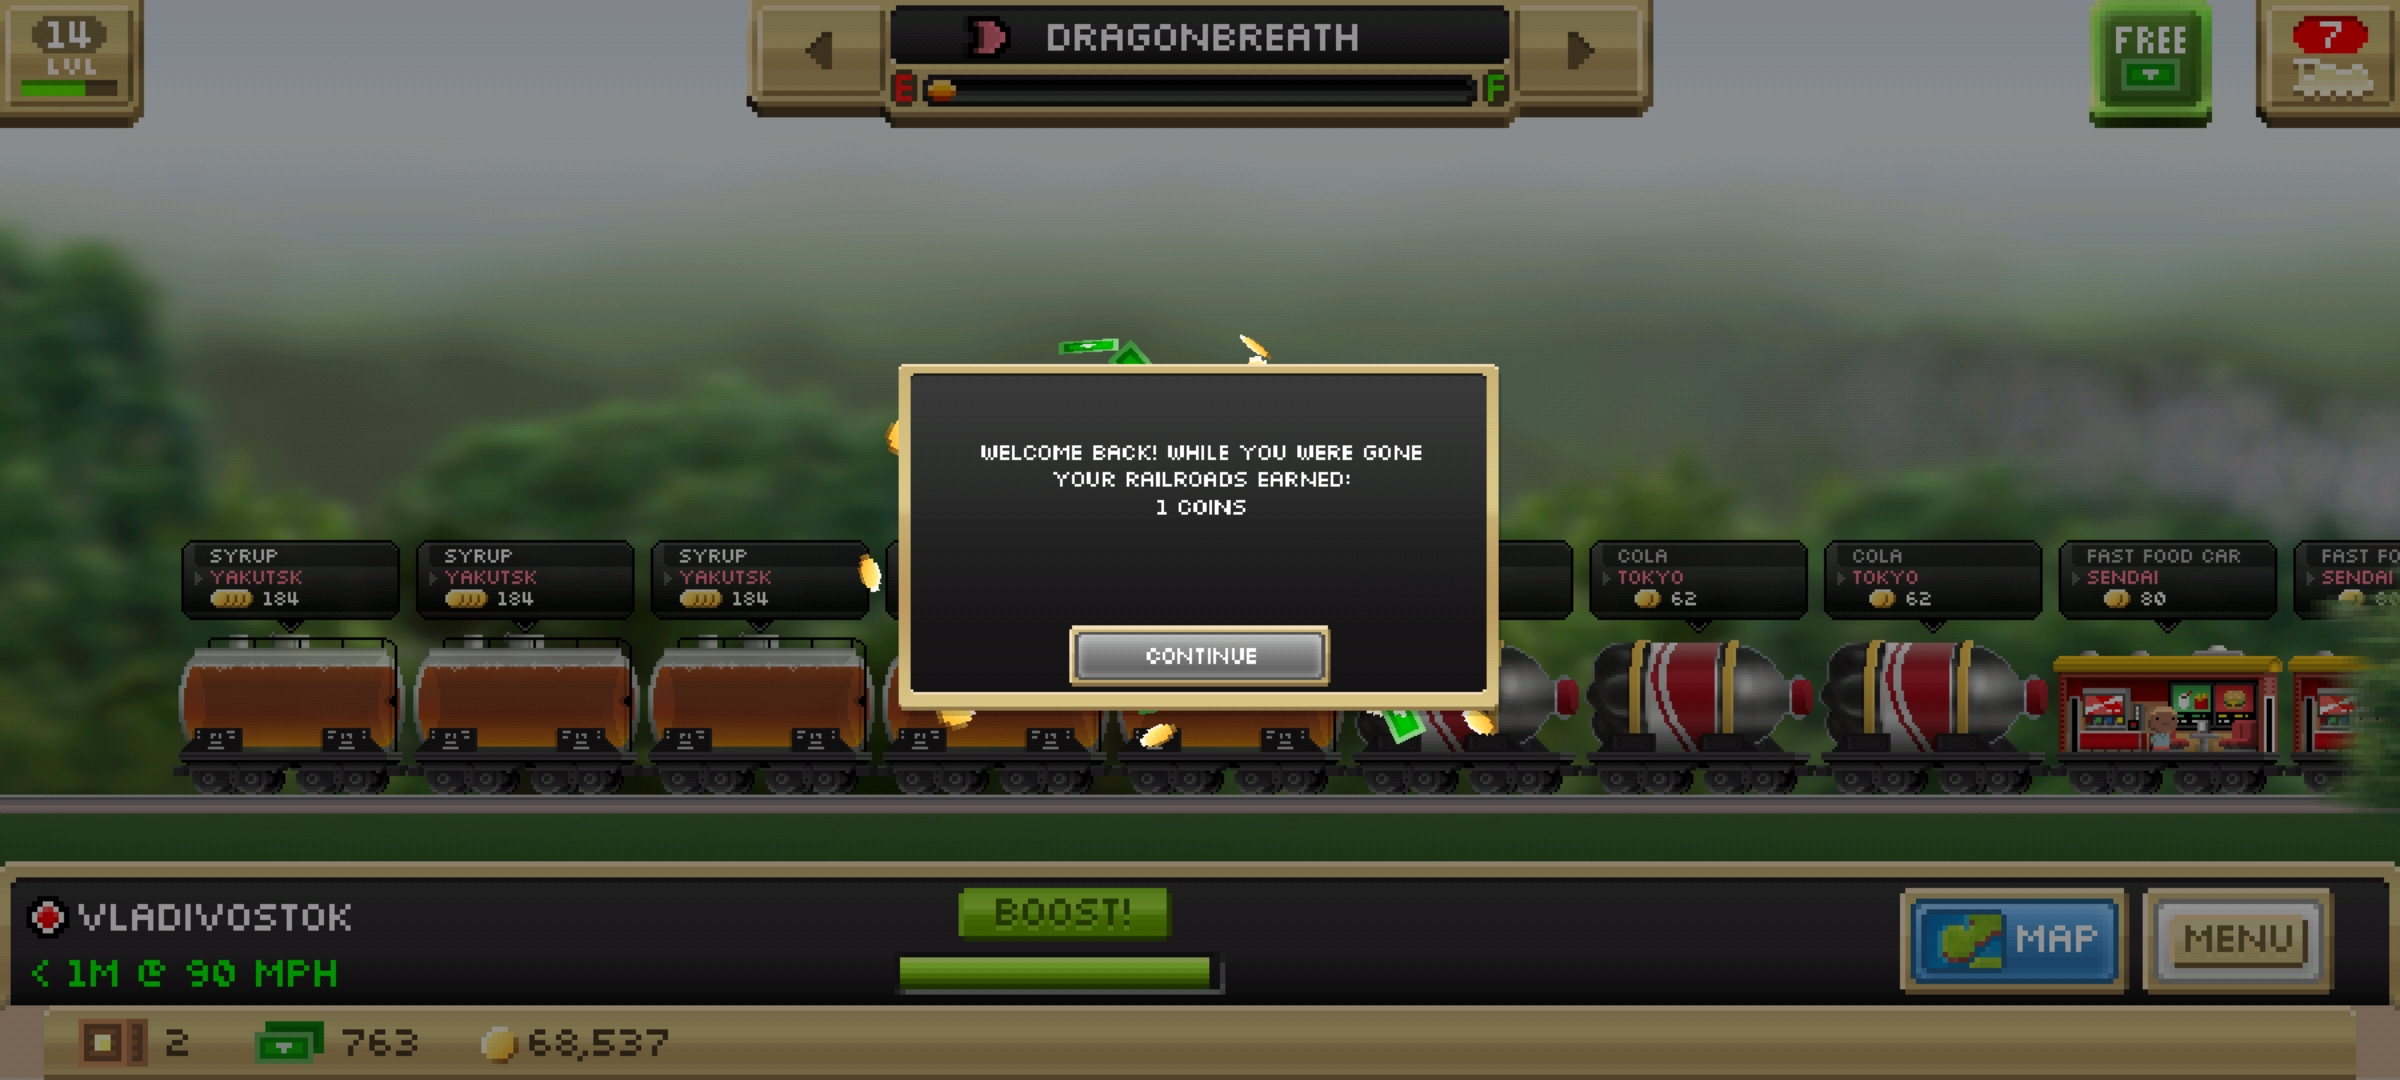 14
LVL
DRAGONBREATH
E
F
FREE
7
WELCOME BACK! WHILE YOU WERE GONE
YOUR RAILROADS EARNED:
1 COINS
CONTINUE
SYRUP
YAKUTSK
184
SYRUP
YAKUTSK
184
SYRUP
YAKUTSK
184
COLA
TOKYO
62
COLA
TOKYO
62
FAST FOOD CAR
SENDAI
80
FAST
SENDAI
VLADIVOSTOK
< 1M @ 90 MPH
BOOST!
MAP
MENU
2
763
68,537